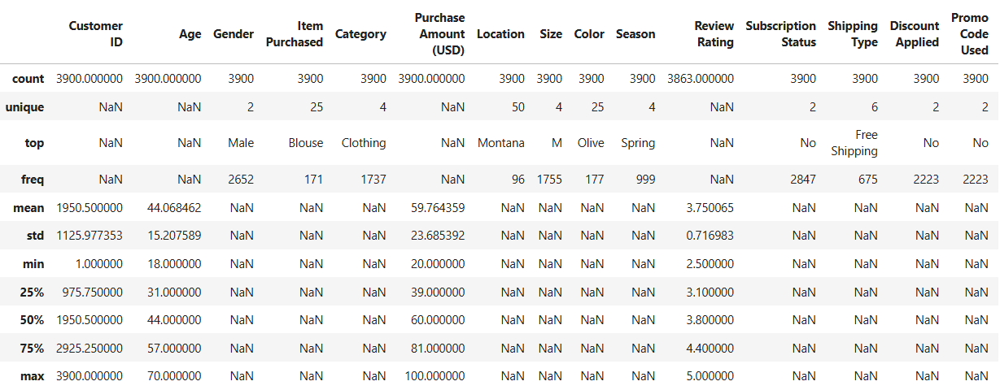 Customer ID Age Gender Item Purchased Category Purchase Amount (USD) Location Size Color Season Review Rating Subscription Status Shipping Type Discount Applied Promo Code Used
count 3900.000000 3900.000000 3900 3900 3900 3900.000000 3900 3900 3900 3900 3863.000000 3900 3900 3900 3900
unique NaN NaN 2 25 4 NaN 50 4 25 4 NaN 2 6 2 2
top NaN NaN Male Blouse Clothing NaN Montana M Olive Spring NaN No Free Shipping No No
freq NaN NaN 2652 171 1737 NaN 96 1755 177 999 NaN 2847 675 2223 2223
mean 1950.500000 44.068462 NaN NaN NaN 59.764359 NaN NaN NaN NaN 3.750065 NaN NaN NaN NaN
std 1125.977353 15.207589 NaN NaN NaN 23.685392 NaN NaN NaN NaN 0.716983 NaN NaN NaN NaN
min 1.000000 18.000000 NaN NaN NaN 20.000000 NaN NaN NaN NaN 2.500000 NaN NaN NaN NaN
25% 975.750000 31.000000 NaN NaN NaN 39.000000 NaN NaN NaN NaN 3.100000 NaN NaN NaN NaN
50% 1950.500000 44.000000 NaN NaN NaN 60.000000 NaN NaN NaN NaN 3.800000 NaN NaN NaN NaN
75% 2925.250000 57.000000 NaN NaN NaN 81.000000 NaN NaN NaN NaN 4.400000 NaN NaN NaN NaN
max 3900.000000 70.000000 NaN NaN NaN 100.000000 NaN NaN NaN NaN 5.000000 NaN NaN NaN NaN